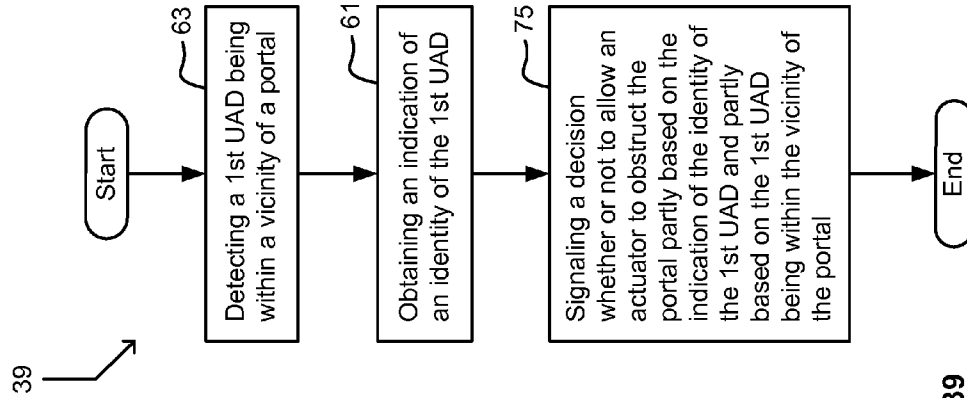 39
Start
63
Detecting a 1st UAD being
within a vicinity of a portal
61
Obtaining an indication of
an identity of the 1st UAD
75
Signaling a decision
whether or not to allow an
actuator to obstruct the
portal partly based on the
indication of the identity of
the 1st UAD and partly
based on the 1st UAD
being within the vicinity of
the portal
End
39